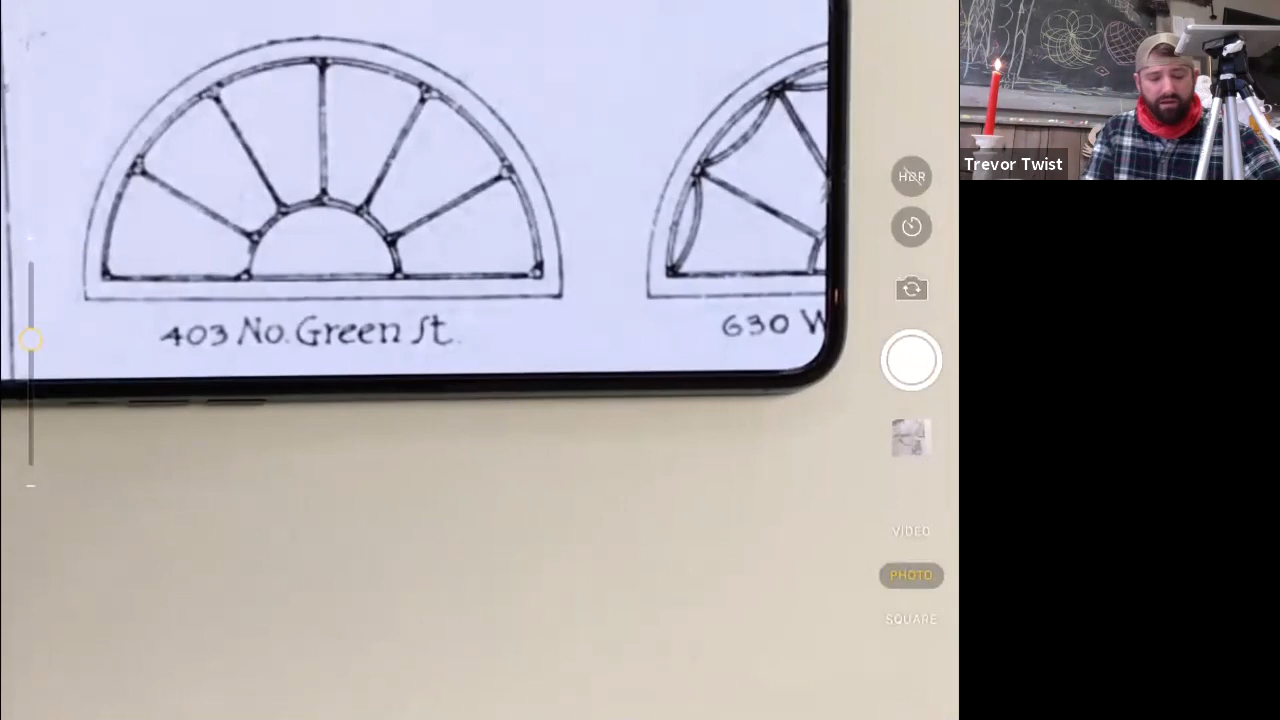 403 No. Green St.
630 W
HDR
VIDEO
PHOTO
SQUARE
Trevor Twist